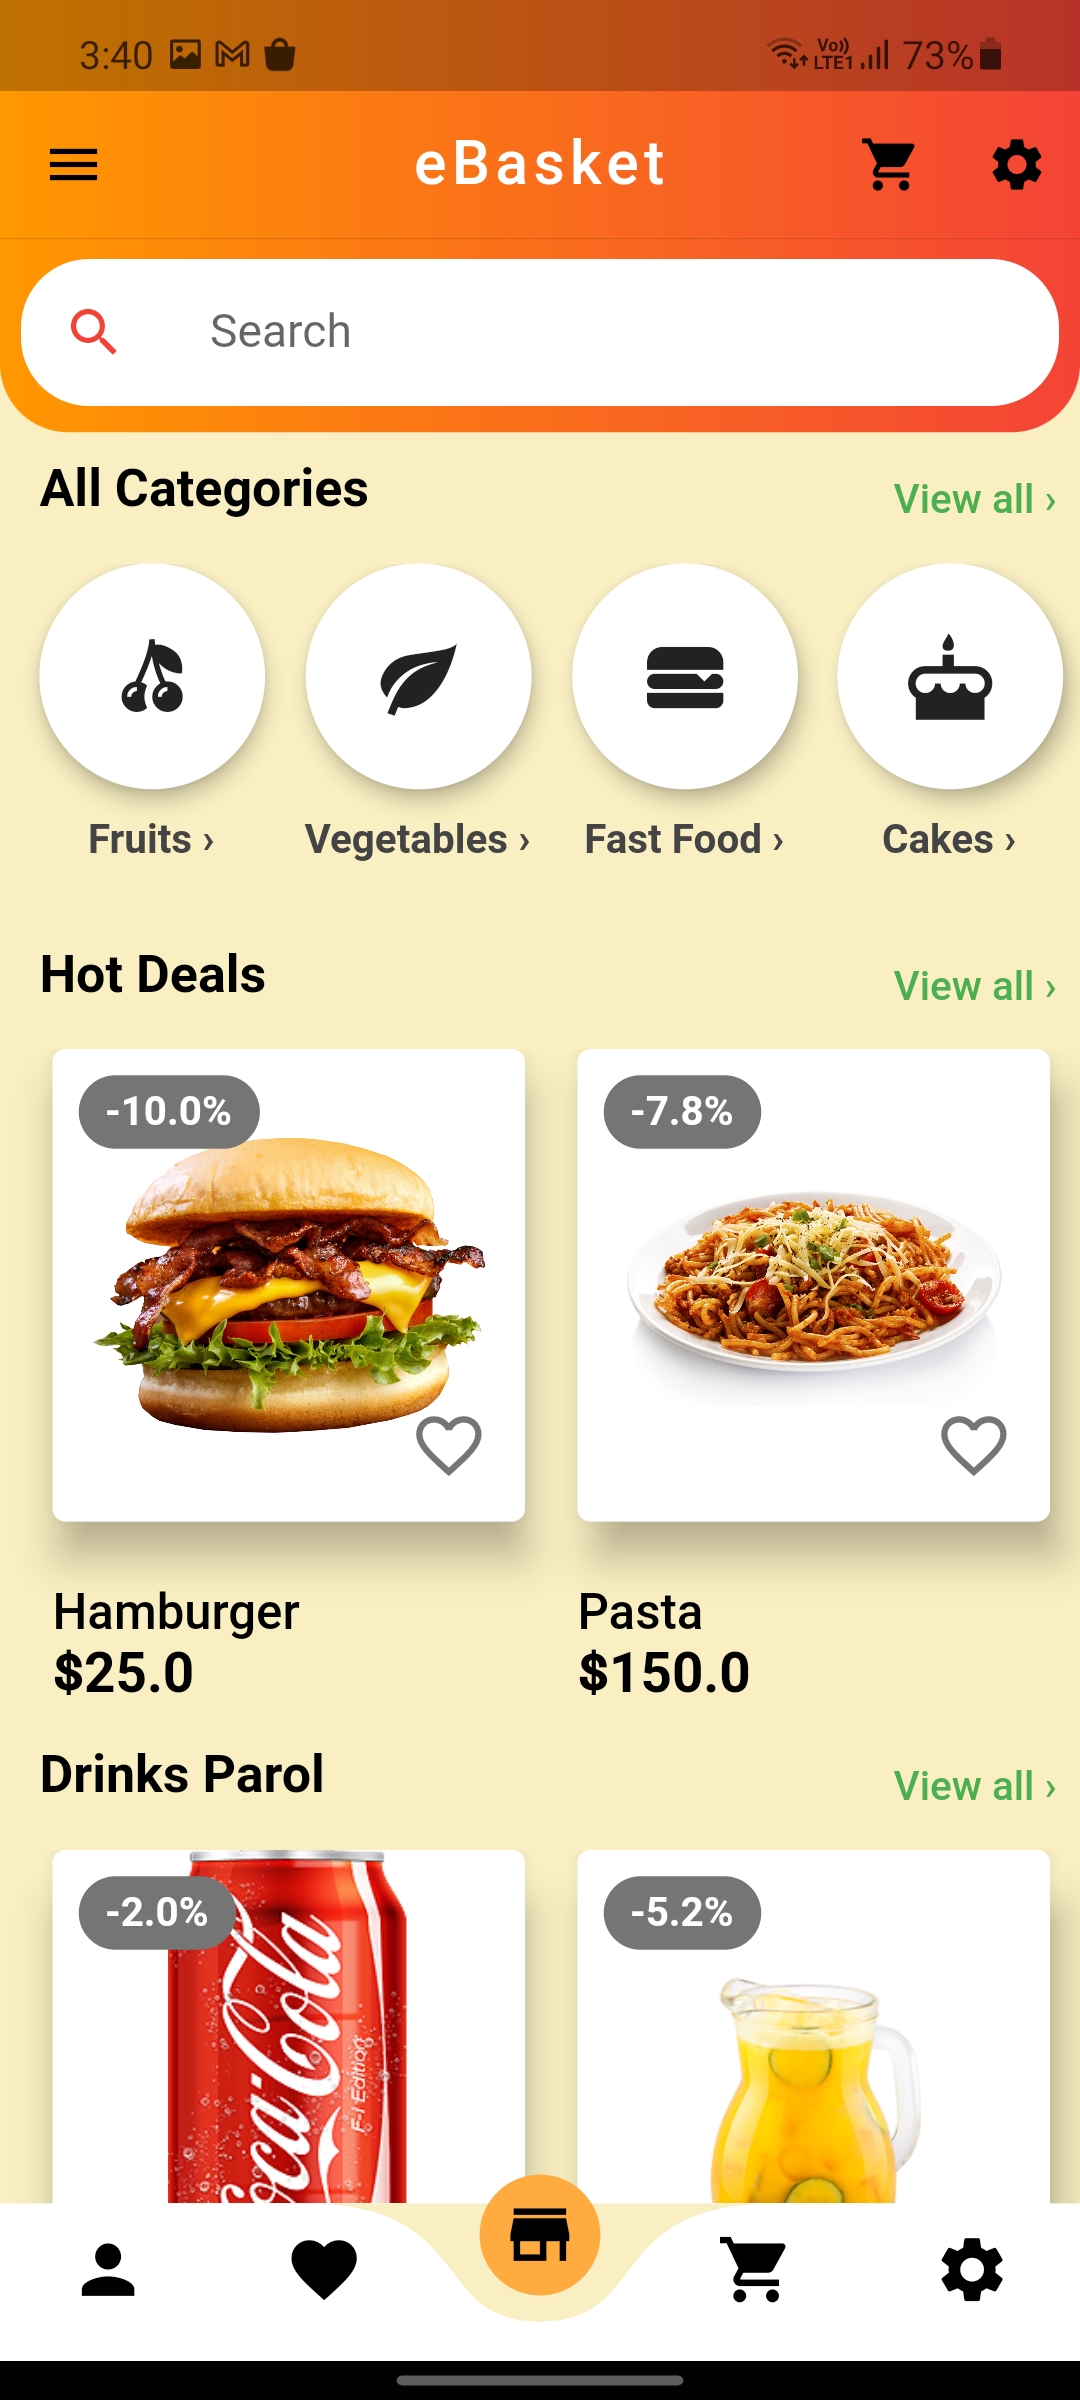 3:40 Vo)) LTE1 73%
eBasket
Search
All Categories View all ›
Fruits › Vegetables › Fast Food › Cakes ›
Hot Deals View all ›
-10.0% -7.8%
Hamburger Pasta
$25.0 $150.0
Drinks Parol View all ›
-2.0% -5.2%
Coca-Cola
F-1 Edition